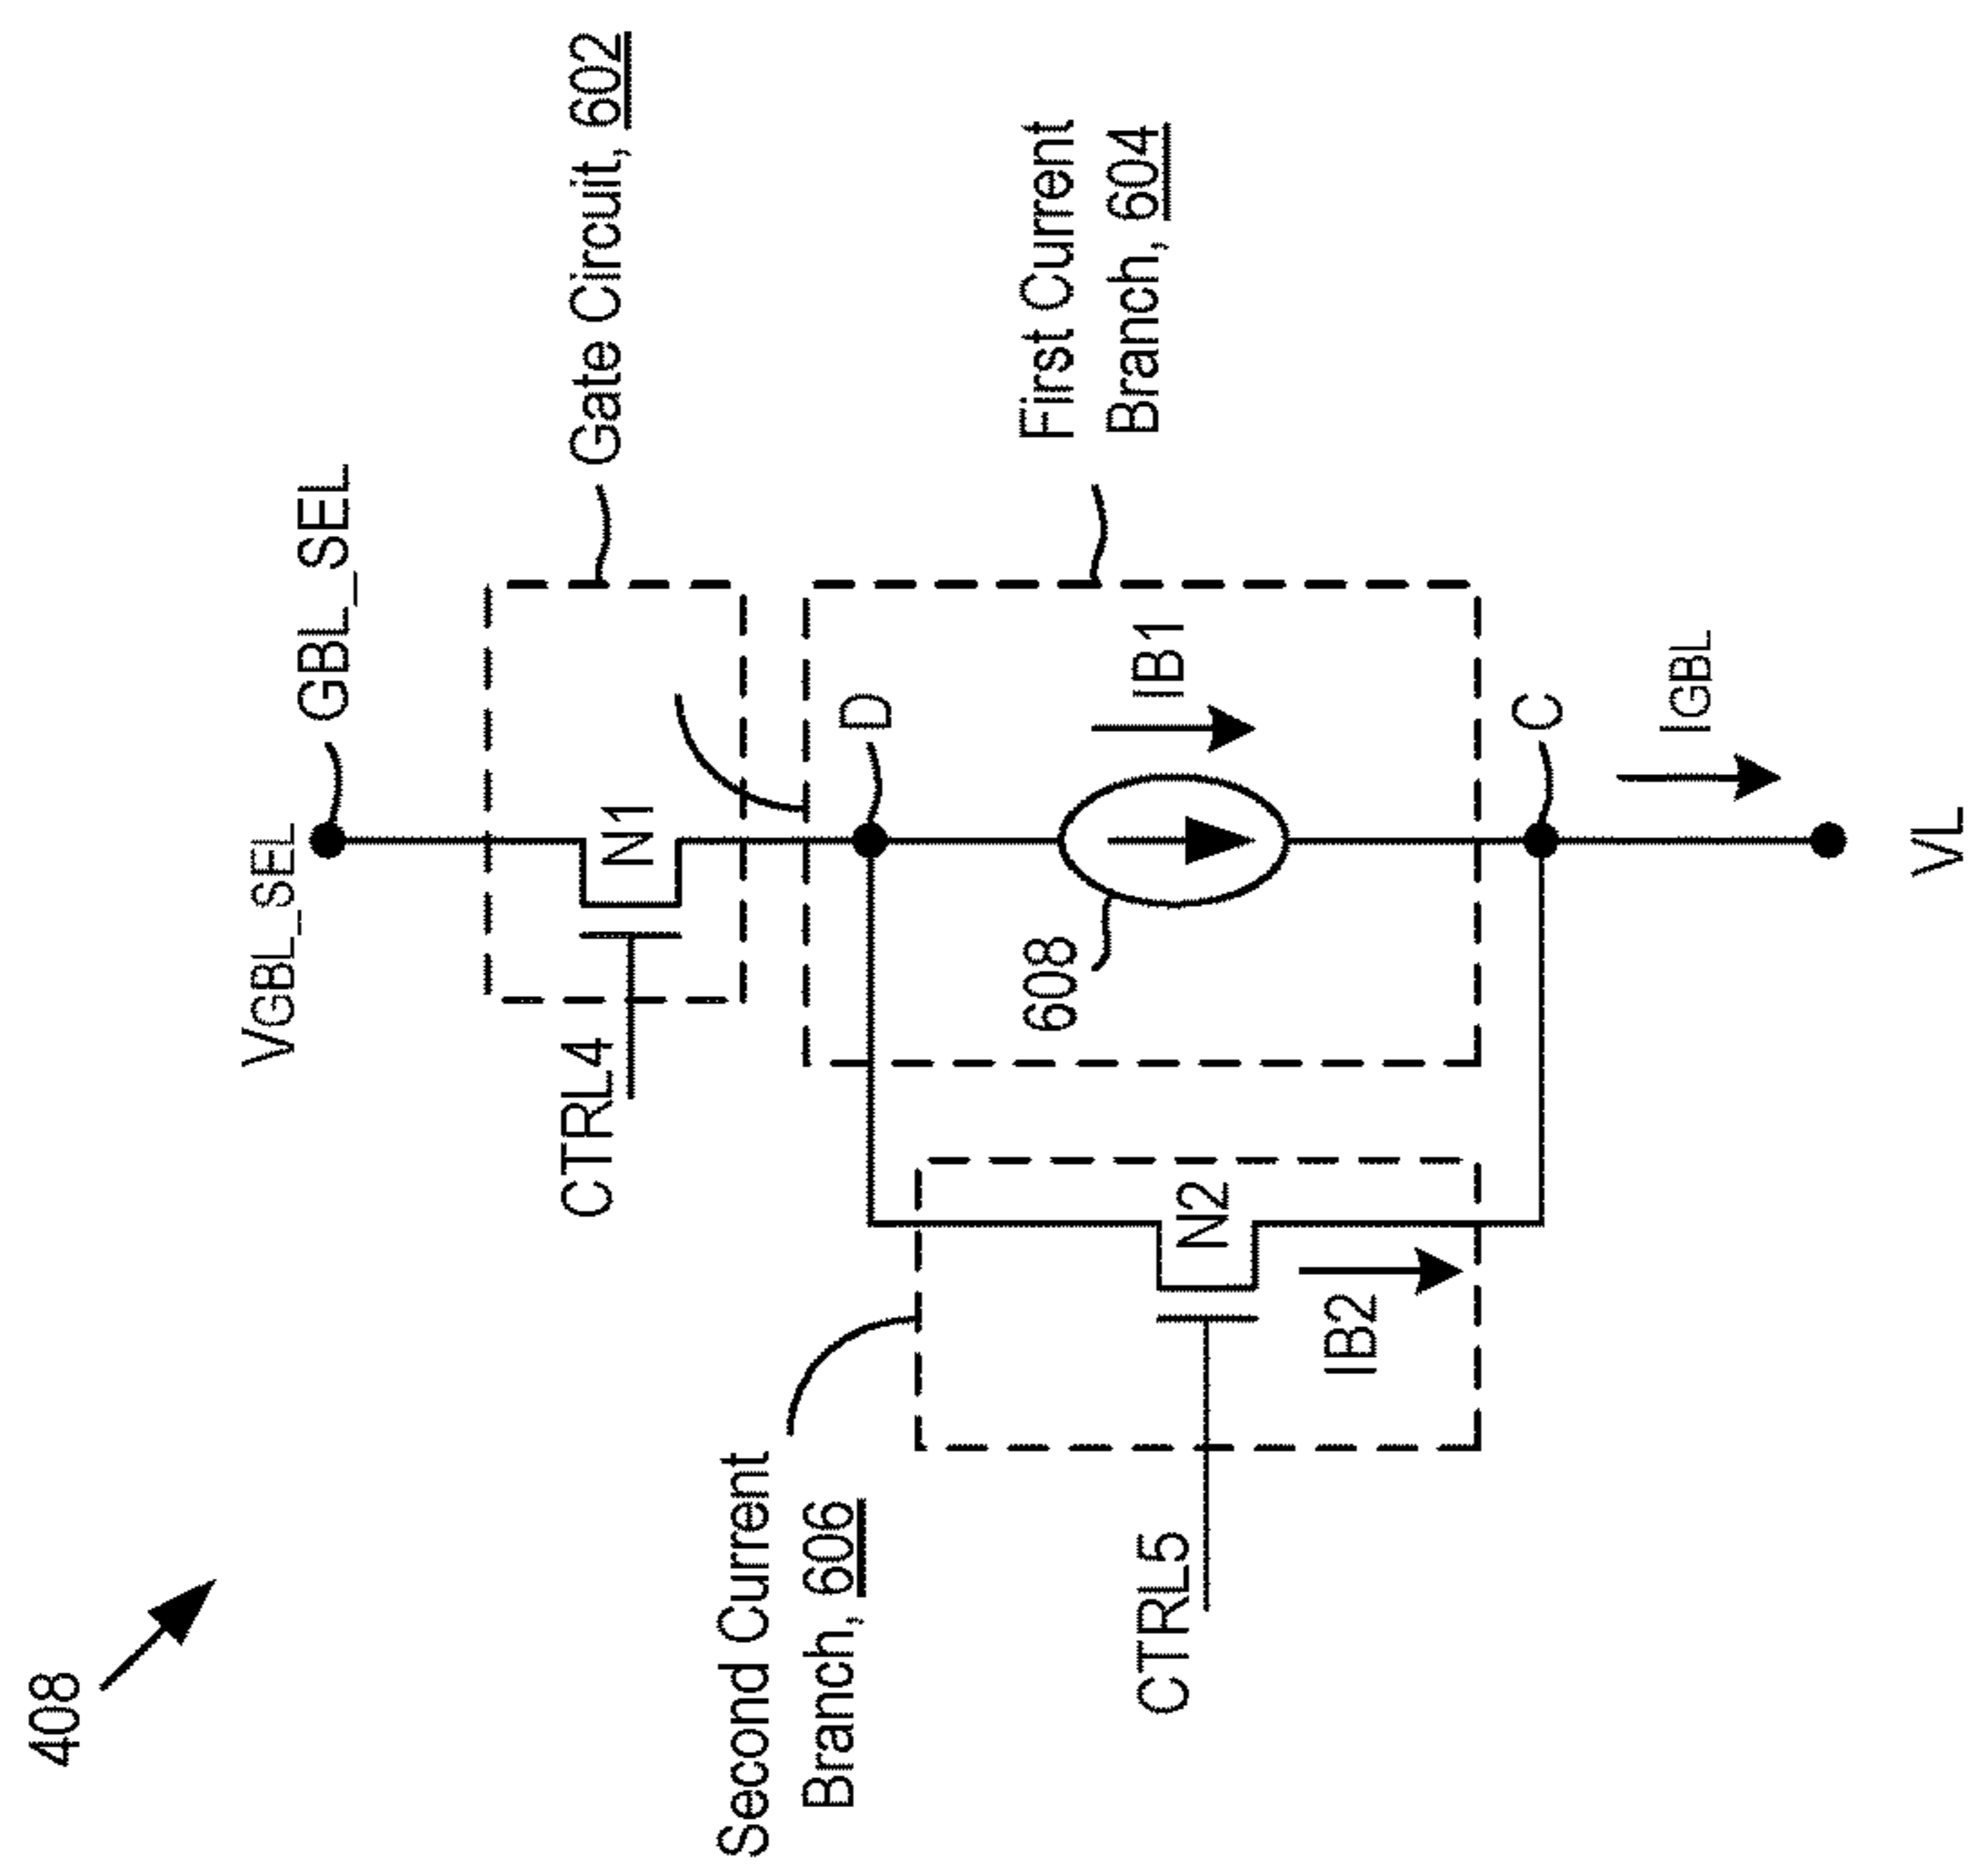 408
VGBL_SEL
GBL_SEL
CTRL4
N1
Gate Circuit, 602
Second Current
Branch, 606
D
608
IB1
First Current
Branch, 604
CTRL5
N2
IB2
C
IGBL
VL